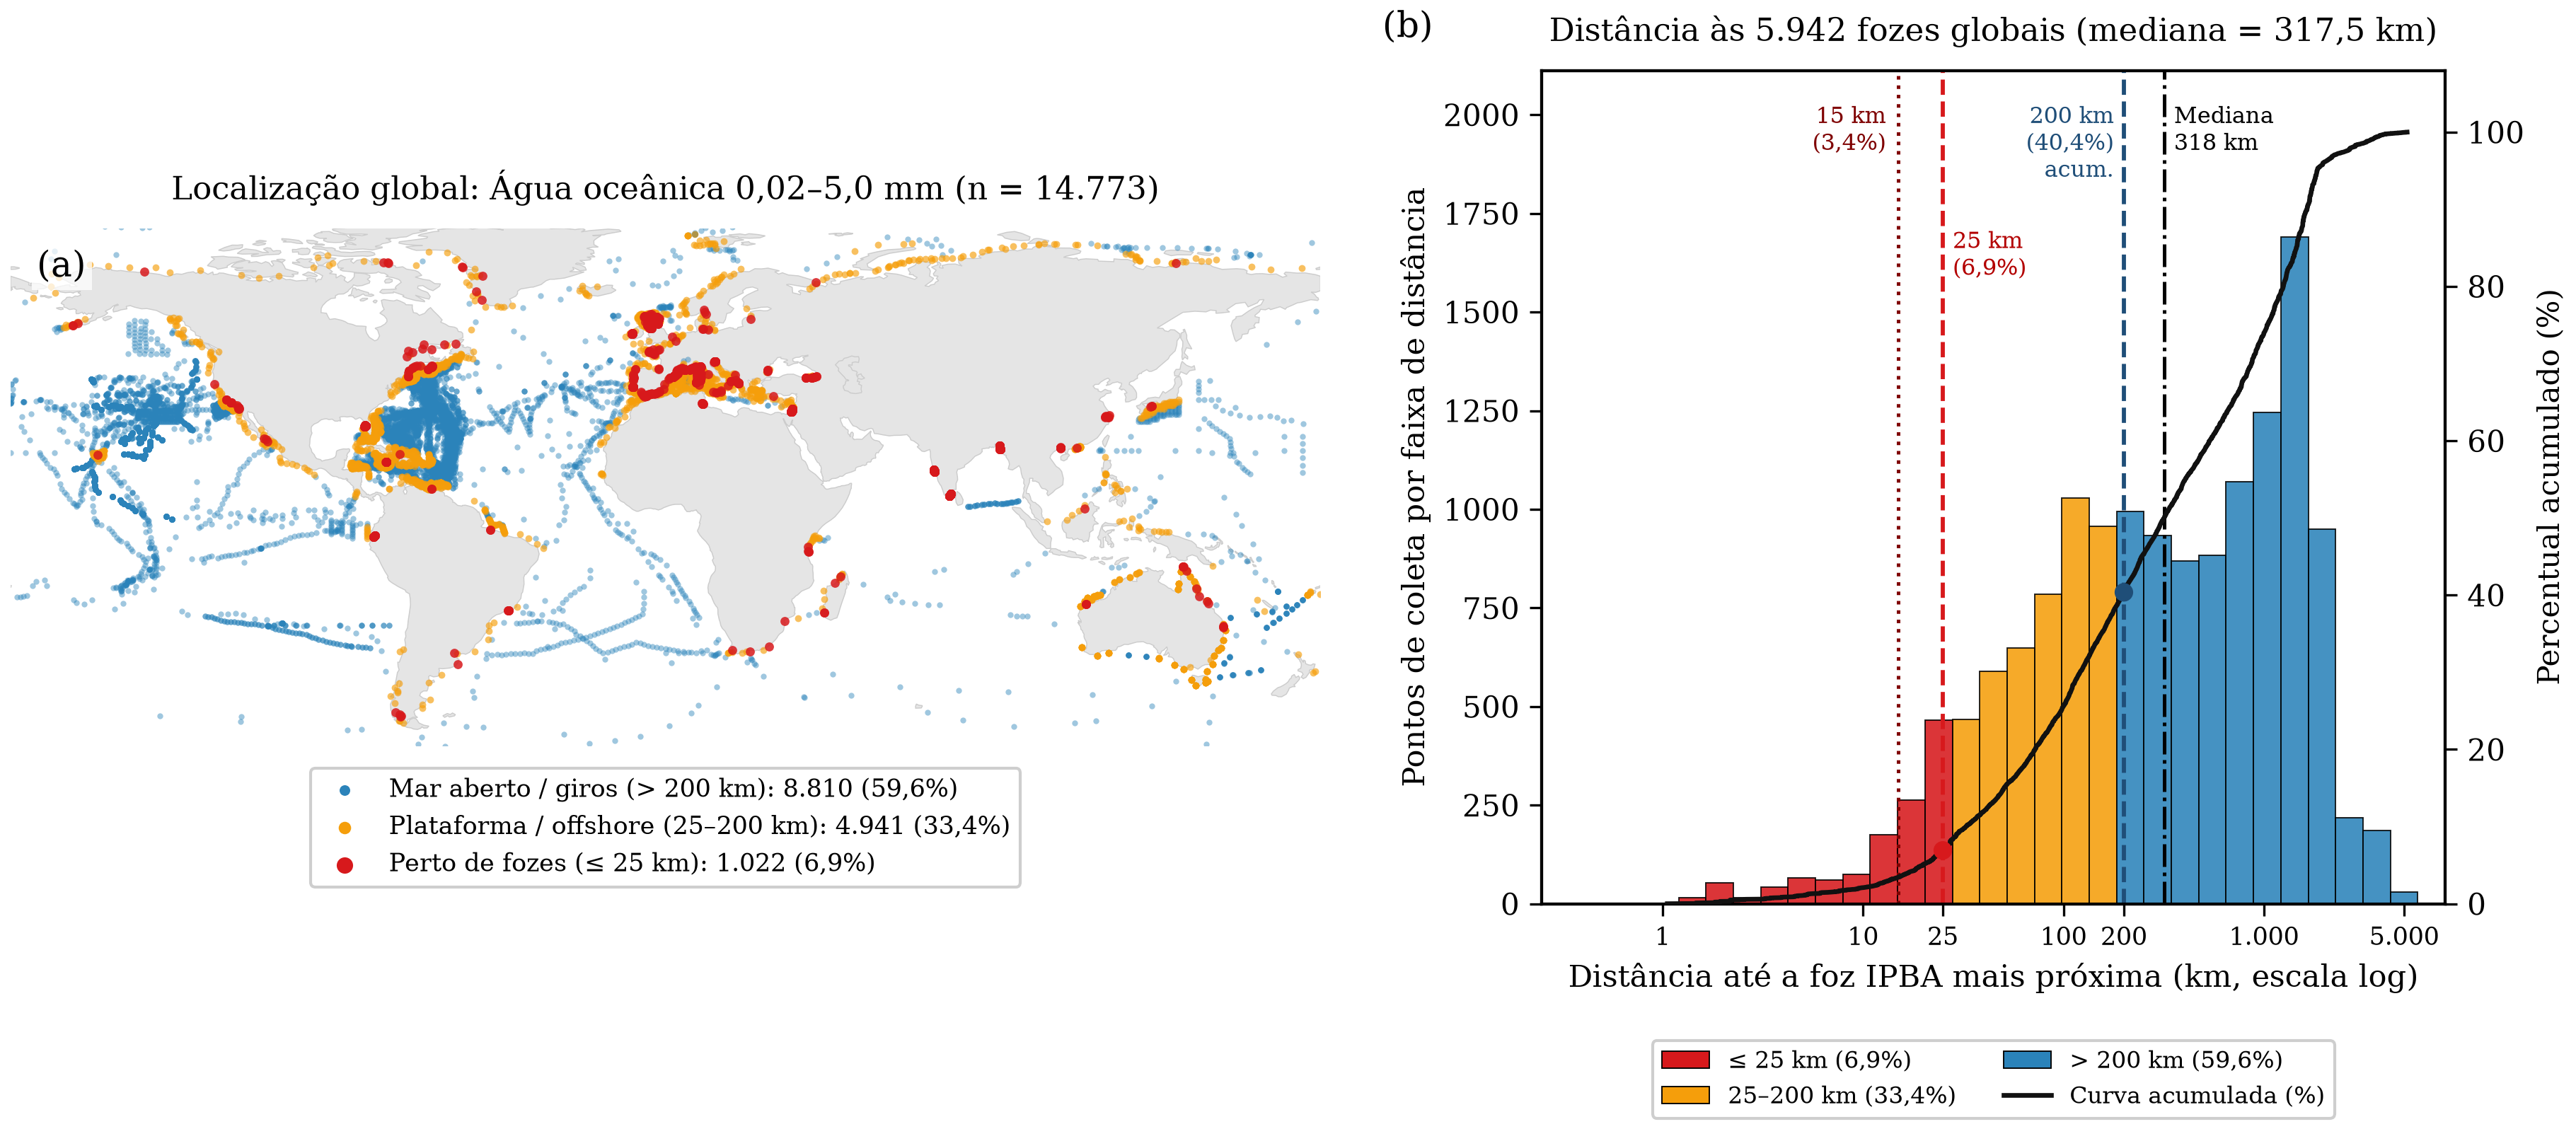 Localização global: Água oceânica 0,02–5,0 mm (n = 14.773)
(a)
Mar aberto / giros (> 200 km): 8.810 (59,6%)
Plataforma / offshore (25–200 km): 4.941 (33,4%)
Perto de fozes (≤ 25 km): 1.022 (6,9%)
(b)
Distância às 5.942 fozes globais (mediana = 317,5 km)
Pontos de coleta por faixa de distância
2000
1750
1500
1250
1000
750
500
250
0
15 km
(3,4%)
25 km
(6,9%)
200 km
(40,4%)
acum.
Mediana
318 km
100
80
60
40
20
0
Percentual acumulado (%)
1
10
25
100
200
1.000
5.000
Distância até a foz IPBA mais próxima (km, escala log)
≤ 25 km (6,9%)
25–200 km (33,4%)
> 200 km (59,6%)
Curva acumulada (%)